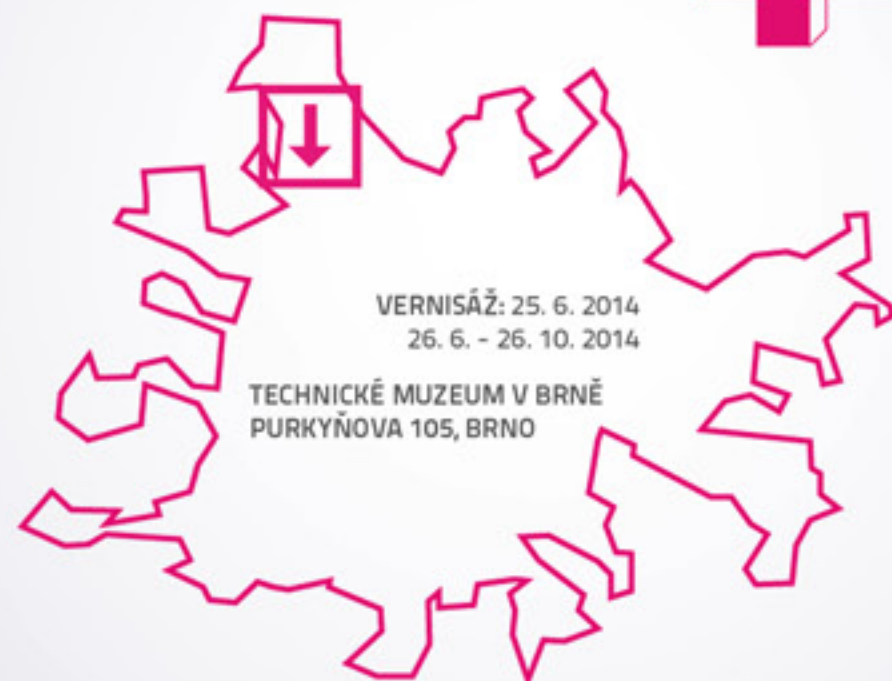 VERNISÁŽ: 25. 6. 2014
26. 6. - 26. 10. 2014
TECHNICKÉ MUZEUM V BRNĚ
PURKYŇOVA 105, BRNO